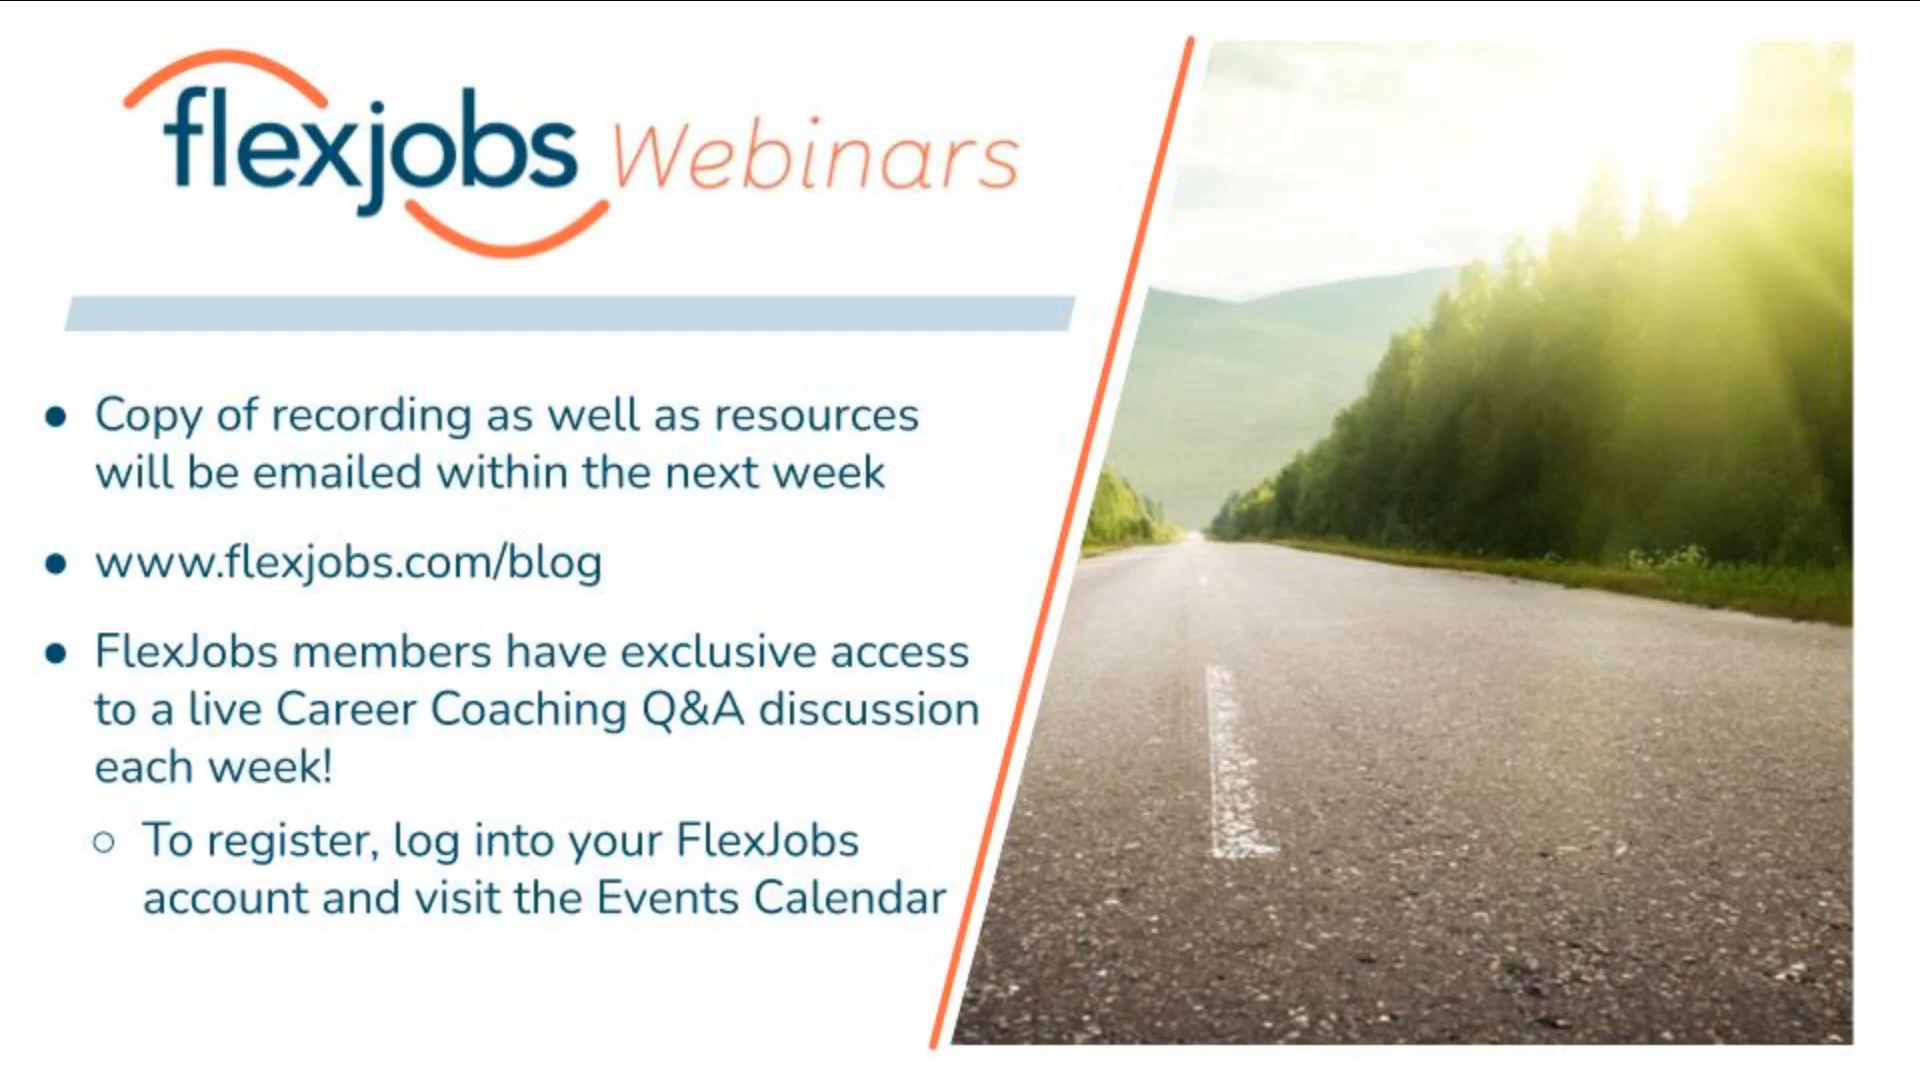 flexjobs Webinars
● Copy of recording as well as resources
will be emailed within the next week
● www.flexjobs.com/blog
● FlexJobs members have exclusive access
to a live Career Coaching Q&A discussion
each week!
○ To register, log into your FlexJobs
account and visit the Events Calendar